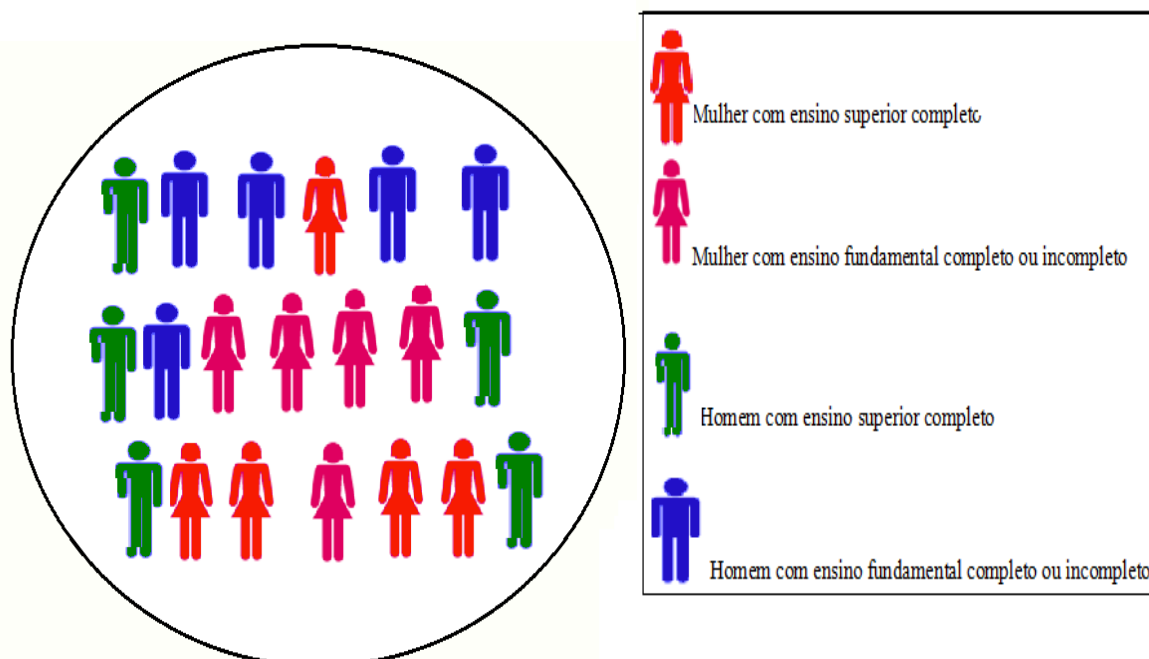 Mulher com ensino superior completo
Mulher com ensino fundamental completo ou incompleto
Homem com ensino superior completo
Homem com ensino fundamental completo ou incompleto